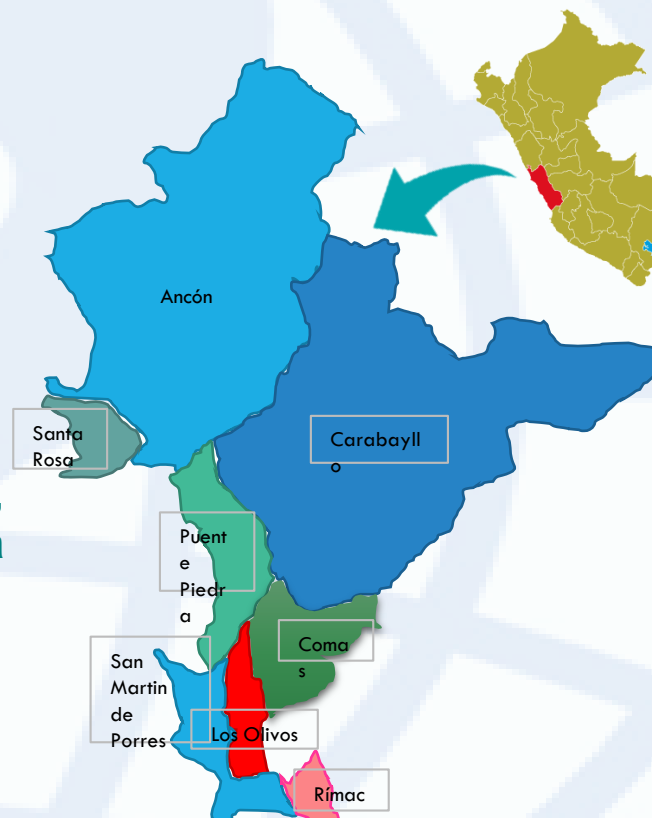 Ancón
Santa
Rosa
Carabayll
o
Puent
e
Piedr
a
Coma
s
San
Martin
de
Porres
Los Olivos
Rímac